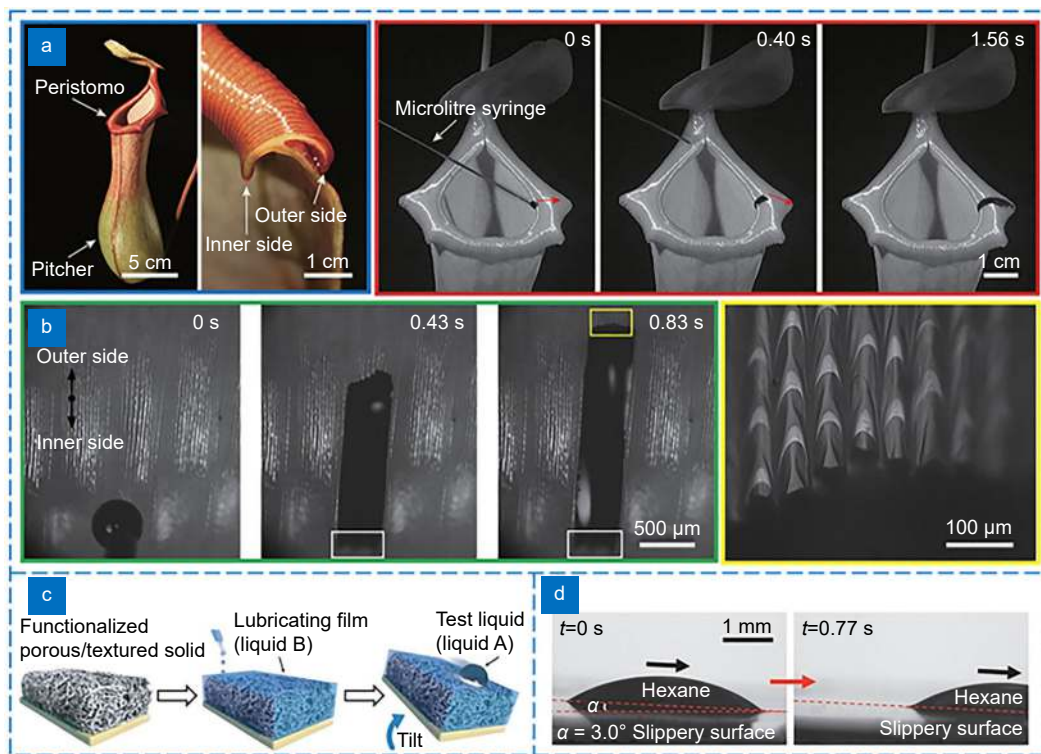 a
Peristomo
Pitcher
5 cm
Outer side
Inner side
1 cm
0 s
Microlitre syringe
0.40 s
1.56 s
1 cm
b
0 s
Outer side
Inner side
0.43 s
0.83 s
500 µm
100 µm
c
Functionalized
porous/textured solid
Lubricating film
(liquid B)
Test liquid
(liquid A)
Tilt
d
t=0 s
1 mm
Hexane
α
α = 3.0° Slippery surface
t=0.77 s
Hexane
Slippery surface